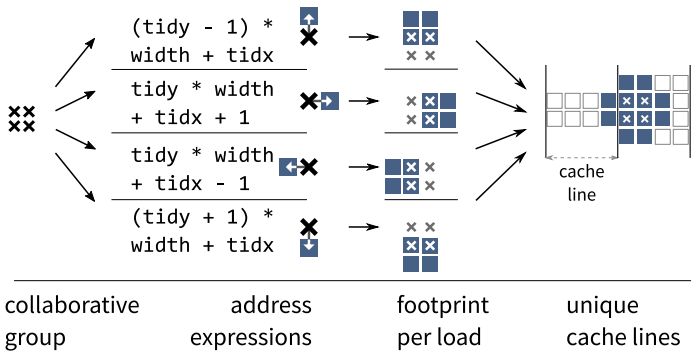 (tidy - 1) *
width + tidx
tidy * width
+ tidx + 1
tidy * width
+ tidx - 1
(tidy + 1) *
width + tidx
cache
line
collaborative
group
address
expressions
footprint
per load
unique
cache lines